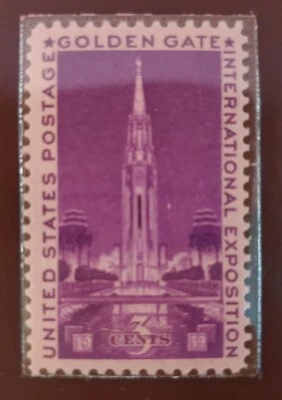 ★GOLDEN GATE★
UNITED STATES POSTAGE
INTERNATIONAL EXPOSITION
19 3 CENTS 39